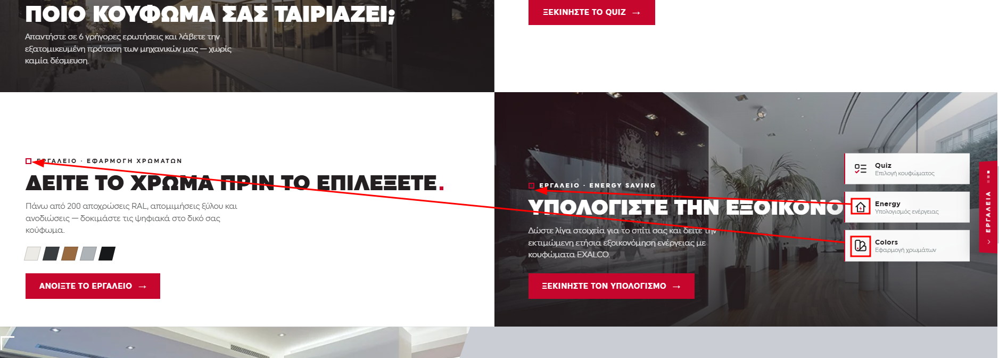 ΠΟΙΟ ΚΟΥΦΩΜΑ ΣΑΣ ΤΑΙΡΙΑΖΕΙ;
Απαντήστε σε 6 γρήγορες ερωτήσεις και λάβετε την
εξατομικευμένη πρόταση των μηχανικών μας — χωρίς
καμία δέσμευση.
ΞΕΚΙΝΗΣΤΕ ΤΟ QUIZ →
ΕΡΓΑΛΕΙΟ · ΕΦΑΡΜΟΓΗ ΧΡΩΜΑΤΩΝ
ΔΕΙΤΕ ΤΟ ΧΡΩΜΑ ΠΡΙΝ ΤΟ ΕΠΙΛΕΞΕΤΕ.
Πάνω από 200 αποχρώσεις RAL, απομιμήσεις ξύλου και
ανοδιώσεις — δοκιμάστε τις ψηφιακά στο δικό σας
κούφωμα.
ΑΝΟΙΞΤΕ ΤΟ ΕΡΓΑΛΕΙΟ →
ΕΡΓΑΛΕΙΟ · ENERGY SAVING
ΥΠΟΛΟΓΙΣΤΕ ΤΗΝ ΕΞΟΙΚΟΝΟ
Δώστε λίγα στοιχεία για το σπίτι σας και δείτε την
εκτιμώμενη ετήσια εξοικονόμηση ενέργειας με
κουφώματα EXALCO.
ΞΕΚΙΝΗΣΤΕ ΤΟΝ ΥΠΟΛΟΓΙΣΜΟ →
Quiz
Επιλογή κουφώματος
Energy
Υπολογισμός ενέργειας
Colors
Εφαρμογή χρωμάτων
ΕΡΓΑΛΕΙΑ